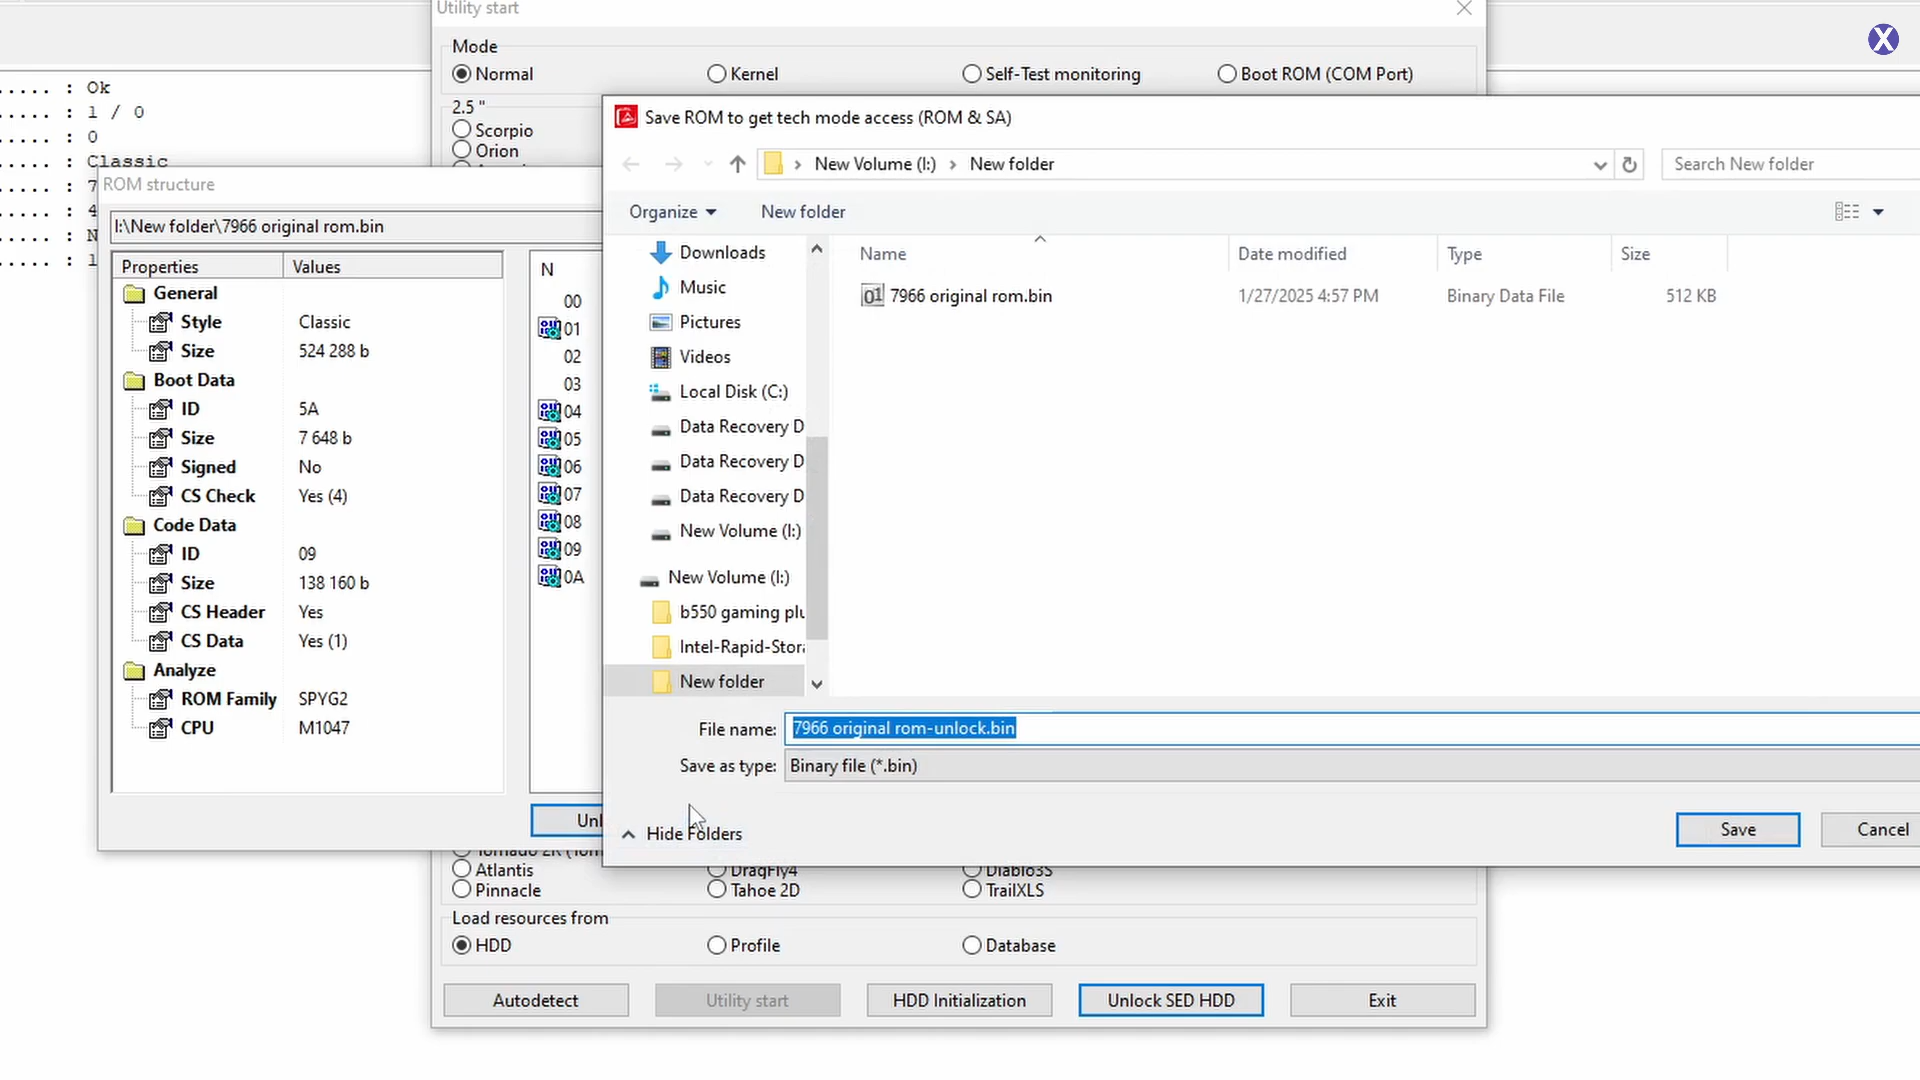 Utility start
X
Mode
Normal
Kernel
Self-Test monitoring
Boot ROM (COM Port)
2.5 "
Scorpio
Orion
..... : Ok
..... : 1 / 0
..... : 0
..... : Classic
..... : 7
..... : 4
..... : N
..... : 1
ROM structure
I:\New folder\7966 original rom.bin
Properties
Values
General
Style
Classic
Size
524 288 b
Boot Data
ID
5A
Size
7 648 b
Signed
No
CS Check
Yes (4)
Code Data
ID
09
Size
138 160 b
CS Header
Yes
CS Data
Yes (1)
Analyze
ROM Family
SPYG2
CPU
M1047
N
00
01
02
03
04
05
06
07
08
09
0A
Save ROM to get tech mode access (ROM & SA)
New Volume (I:) › New folder
Search New folder
Organize
New folder
Downloads
Music
Pictures
Videos
Local Disk (C:)
Data Recovery D
Data Recovery D
Data Recovery D
New Volume (I:)
New Volume (I:)
b550 gaming plu
Intel-Rapid-Stora
New folder
Name
Date modified
Type
Size
7966 original rom.bin
1/27/2025 4:57 PM
Binary Data File
512 KB
File name:
7966 original rom-unlock.bin
Save as type:
Binary file (*.bin)
Hide Folders
Save
Cancel
Atlantis
DragFly4
Diablo3S
Pinnacle
Tahoe 2D
TrailXLS
Load resources from
HDD
Profile
Database
Autodetect
Utility start
HDD Initialization
Unlock SED HDD
Exit